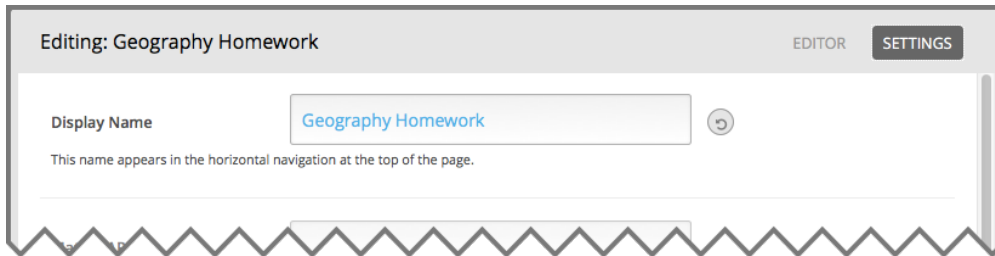 Editing: Geography Homework EDITOR SETTINGS
Display Name Geography Homework
This name appears in the horizontal navigation at the top of the page.